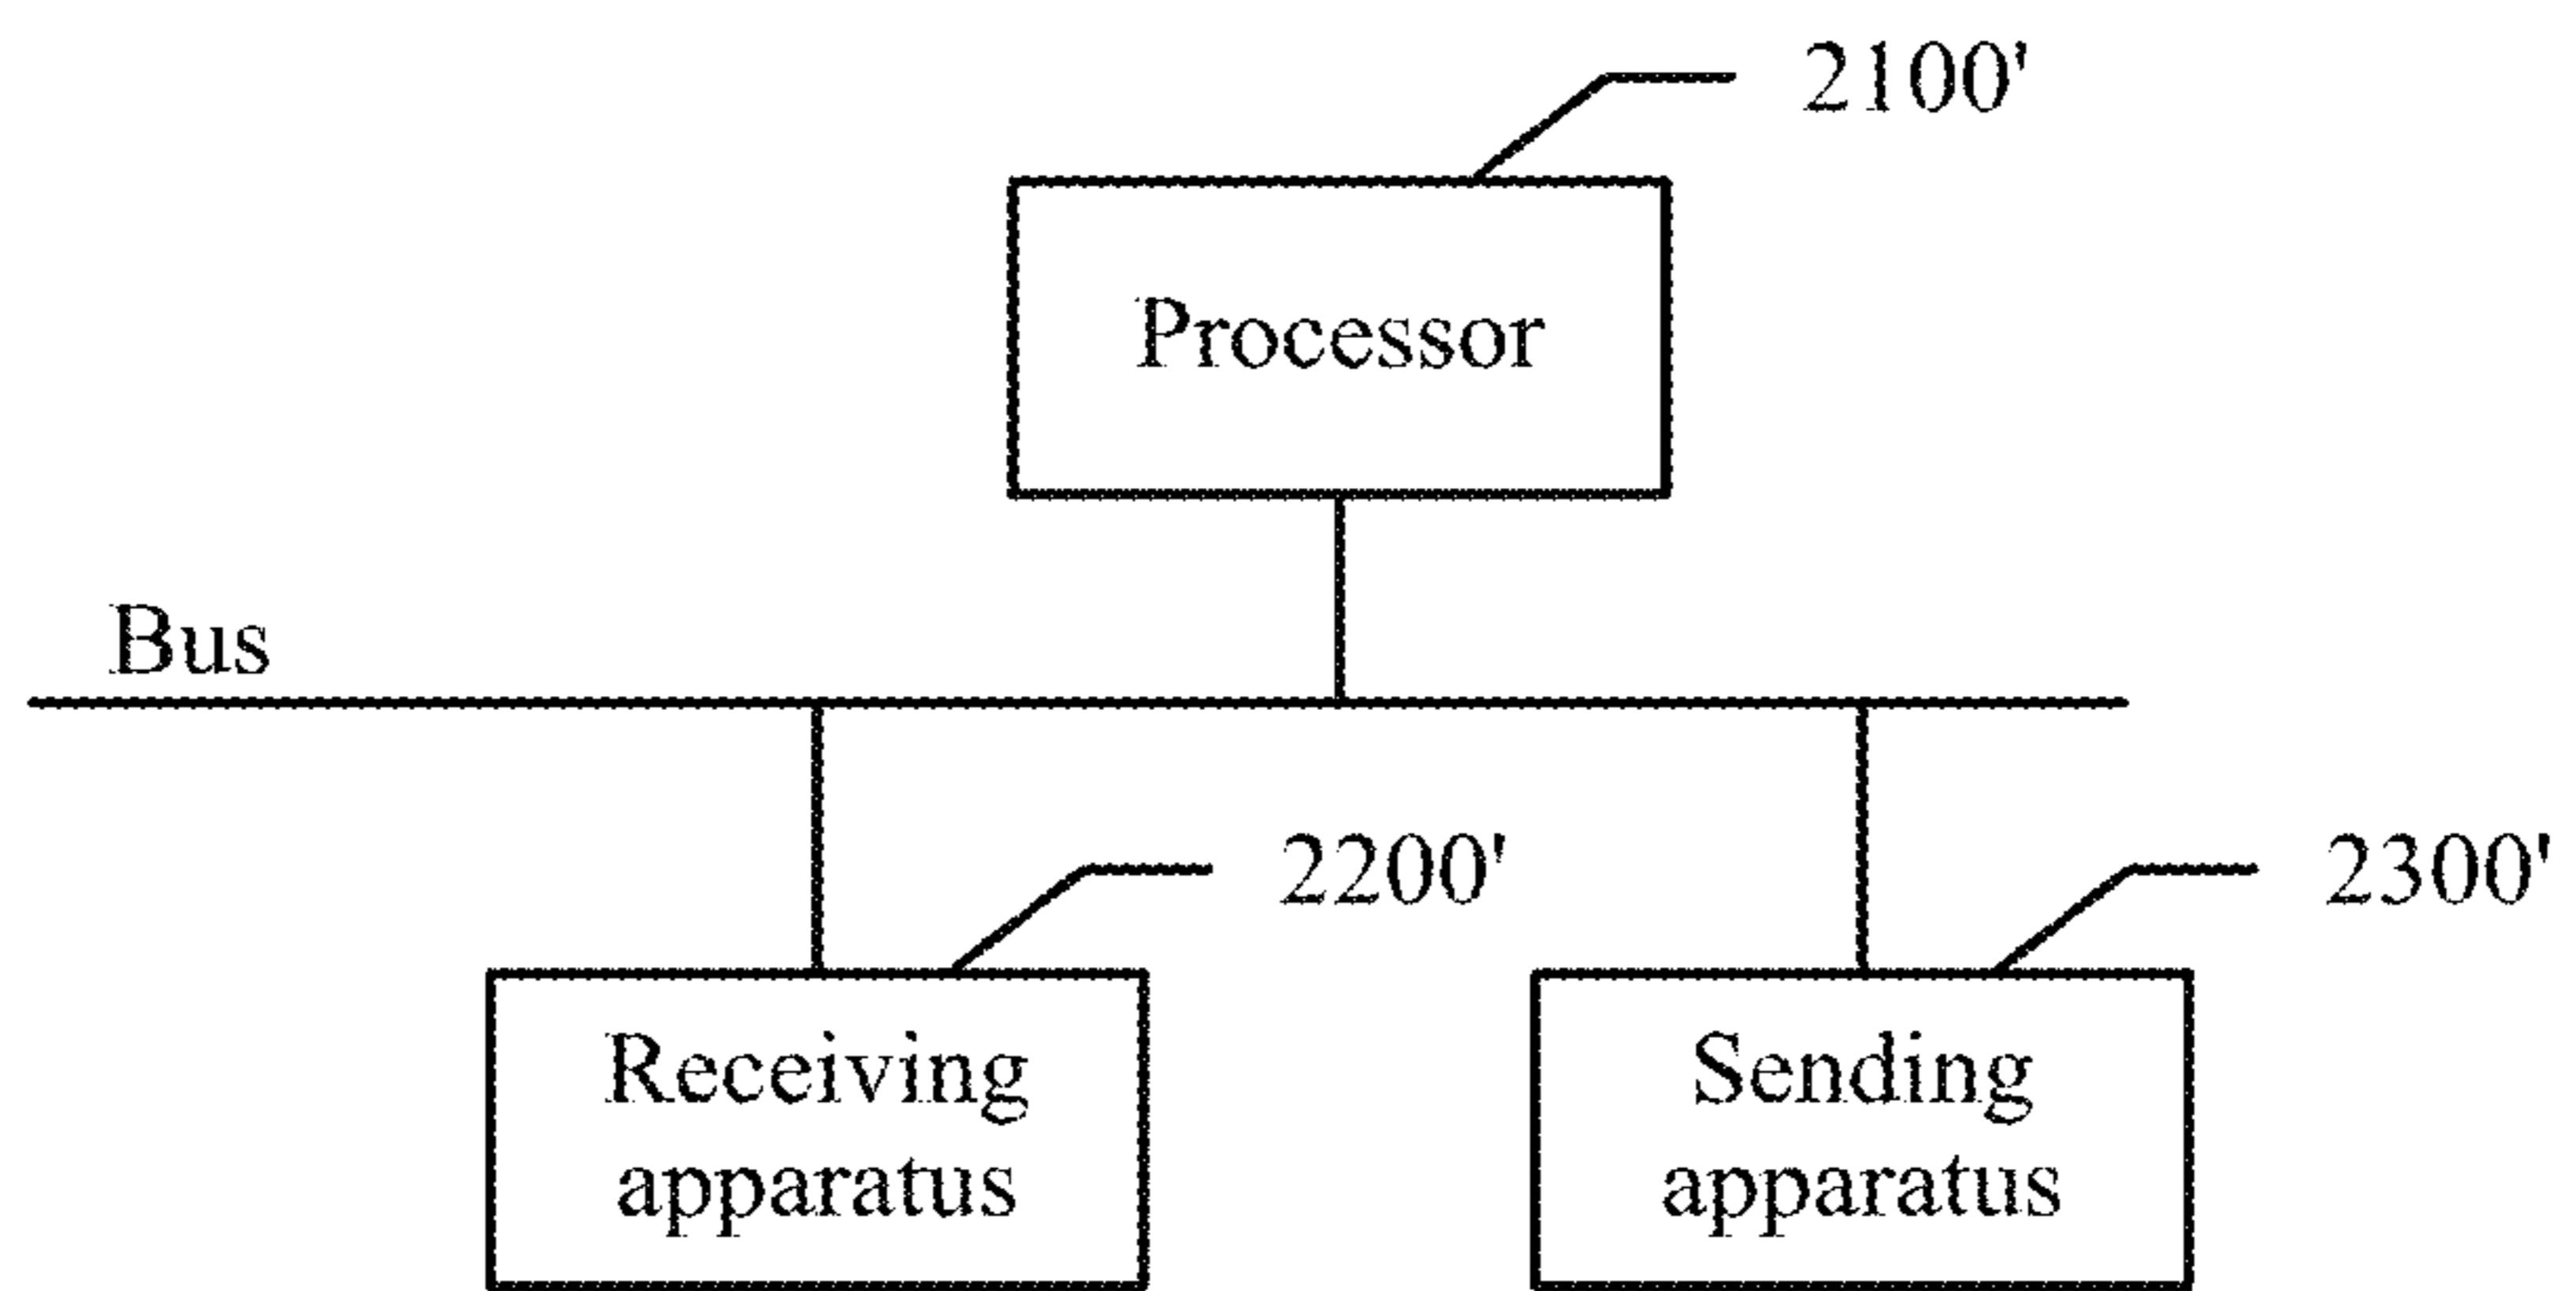 2100'
Processor
Bus
2200'
2300'
Receiving
apparatus
Sending
apparatus